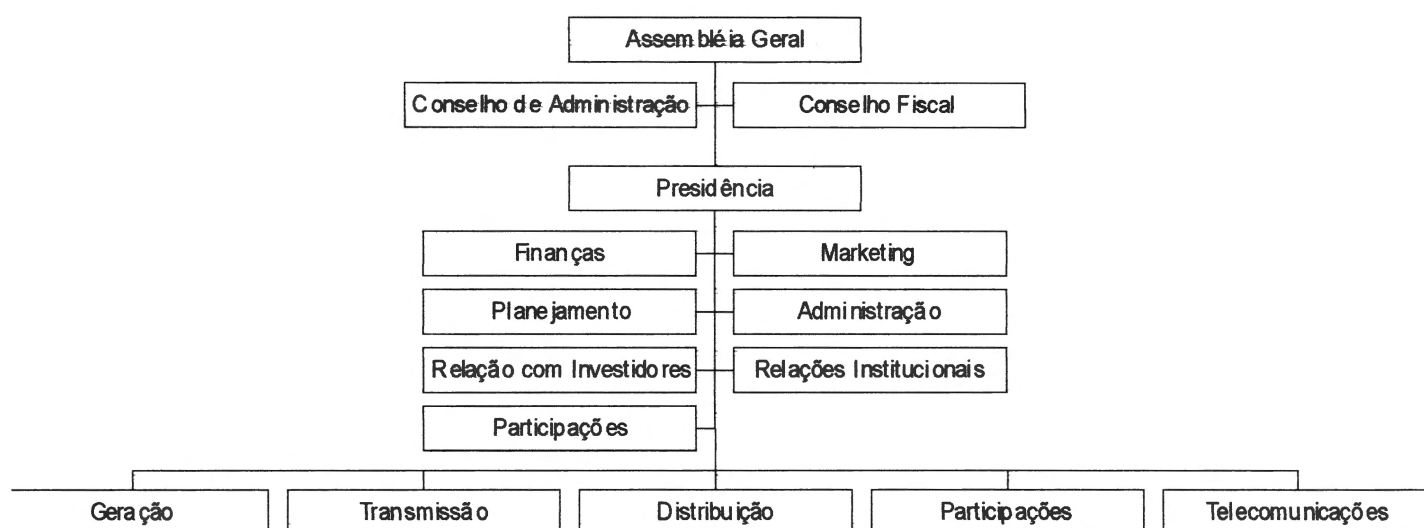 Assembléia Geral
Conselho de Administração
Conselho Fiscal
Presidência
Finanças
Marketing
Planejamento
Administração
Relação com Investidores
Relações Institucionais
Participações
Geração
Transmissão
Distribuição
Participações
Telecomunicações